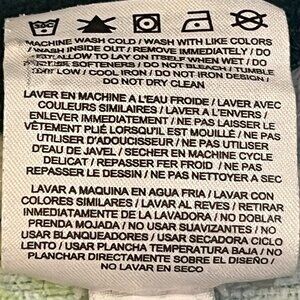 MACHINE WASH COLD / WASH WITH LIKE COLORS
/ WASH INSIDE OUT / REMOVE IMMEDIATELY / DO
ALLOW TO LAY ON ITSELF WHEN WET / DO
SOFTENERS / DO NOT BLEACH / TUMBLE
LOW / COOL IRON / DO NOT IRON DESIGN /
DO NOT DRY CLEAN
LAVER EN MACHINE A L'EAU FROIDE / LAVER AVEC
COULEURS SIMILAIRES / LAVER A L'ENVERS /
ENLEVER IMMEDIATEMENT / NE PAS LAISSER LE
VÊTEMENT PLIÉ LORSQU'IL EST MOUILLÉ / NE PAS
UTILISER D'ADOUCISSEUR / NE PAS UTILISER
D'EAU DE JAVEL / SECHER EN MACHINE CYCLE
DELICAT / REPASSER FER FROID / NE PAS
REPASSER LE DESSIN / NE PAS NETTOYER A SEC
LAVAR A MAQUINA EN AGUA FRIA / LAVAR CON
COLORES SIMILARES / LAVAR AL REVES / RETIRAR
INMEDIATAMENTE DE LA LAVADORA / NO DOBLAR
PRENDA MOJADA / NO USAR SUAVIZANTES / NO
USAR BLANQUEADORES / USAR SECADORA CICLO
LENTO / USAR PLANCHA TEMPERATURA BAJA / NO
PLANCHAR DIRECTAMENTE SOBRE EL DISEÑO /
NO LAVAR EN SECO